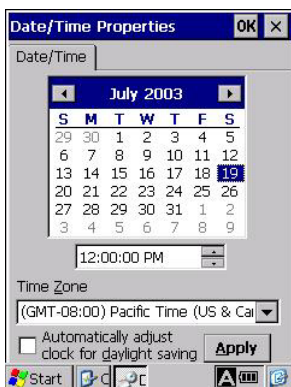 Date/Time Properties OK ×
Date/Time
July 2003
S M T W T F S
29 30 1 2 3 4 5
6 7 8 9 10 11 12
13 14 15 16 17 18 19
20 21 22 23 24 25 26
27 28 29 30 31 1 2
3 4 5 6 7 8 9
12:00:00 PM
Time Zone
(GMT-08:00) Pacific Time (US & Ca
Automatically adjust
clock for daylight saving
Apply
Start C D A